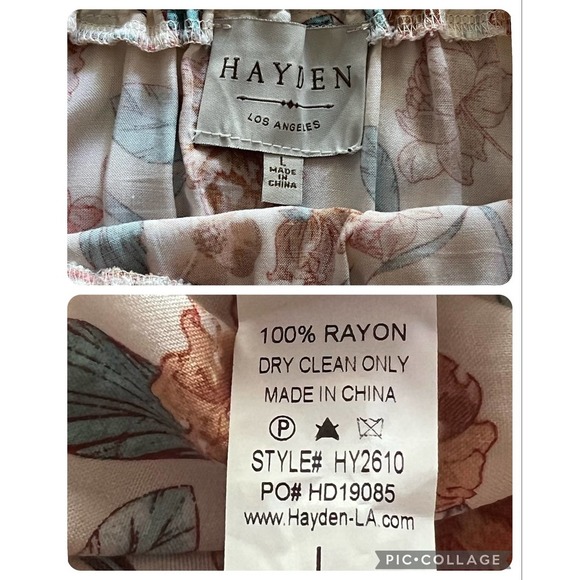 HAYDEN
LOS ANGELES
L
MADE
IN
CHINA
100% RAYON
DRY CLEAN ONLY
MADE IN CHINA
P
STYLE# HY2610
PO# HD19085
www.Hayden-LA.com
PIC•COLLAGE